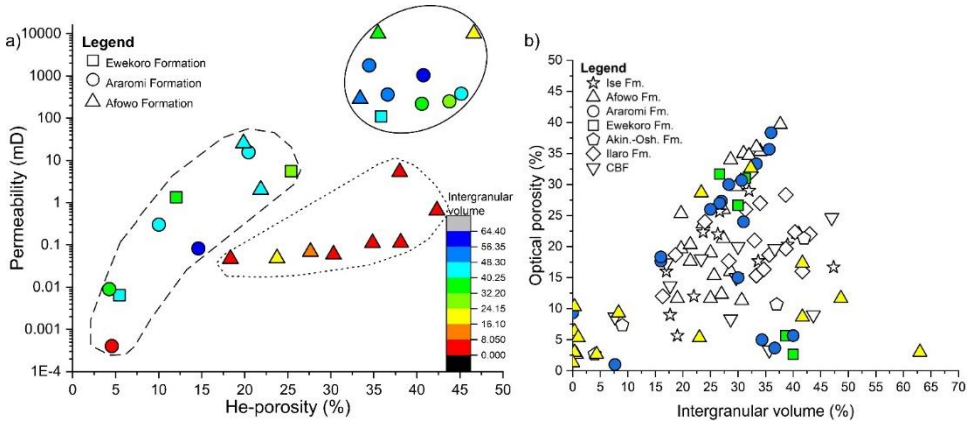 a)
Legend
Ewekoro Formation
Araromi Formation
Afowo Formation
Permeability (mD)
10000
1000
100
10
1
0.1
0.01
0.001
1E-4
0 5 10 15 20 25 30 35 40 45 50
He-porosity (%)
Intergranular
volume
64.40
56.35
48.30
40.25
32.20
24.15
16.10
8.050
0.000
b)
Legend
Ise Fm.
Afowo Fm.
Araromi Fm.
Ewekoro Fm.
Akin.-Osh. Fm.
Ilaro Fm.
CBF
Optical porosity (%)
50
45
40
35
30
25
20
15
10
5
0
0 5 10 15 20 25 30 35 40 45 50 55 60 65 70
Intergranular volume (%)